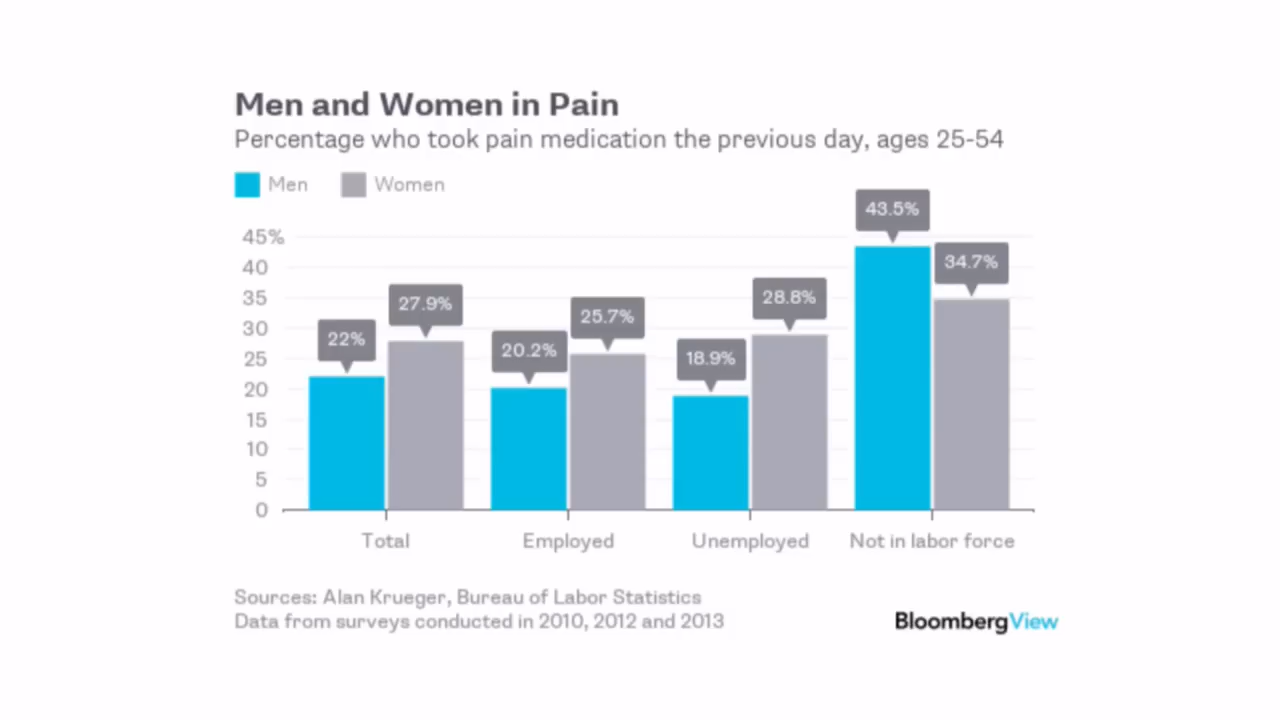 Men and Women in Pain
Percentage who took pain medication the previous day, ages 25-54
Men Women
43.5%
45%
40
34.7%
35
27.9%
28.8%
30
22%
25.7%
25
20.2%
18.9%
20
15
10
5
0
Total Employed Unemployed Not in labor force
Sources: Alan Krueger, Bureau of Labor Statistics
Data from surveys conducted in 2010, 2012 and 2013
BloombergView